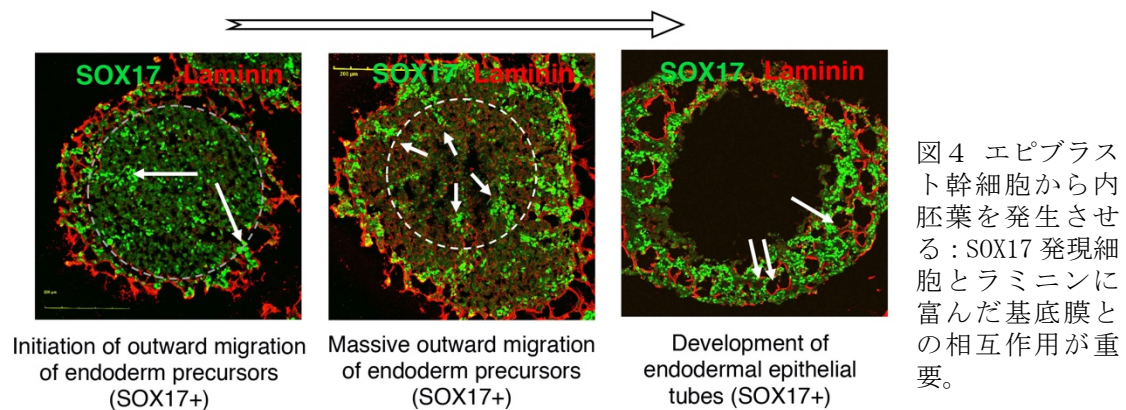 SOX17 Laminin
SOX17 Laminin
200 μm
SOX17 Laminin
Initiation of outward migration
of endoderm precursors
(SOX17+)
Massive outward migration
of endoderm precursors
(SOX17+)
Development of
endodermal epithelial
tubes (SOX17+)
図4 エピブラス
ト幹細胞から内
胚葉を発生させ
る:SOX17 発現細
胞とラミニンに
富んだ基底膜と
の相互作用が重
要。